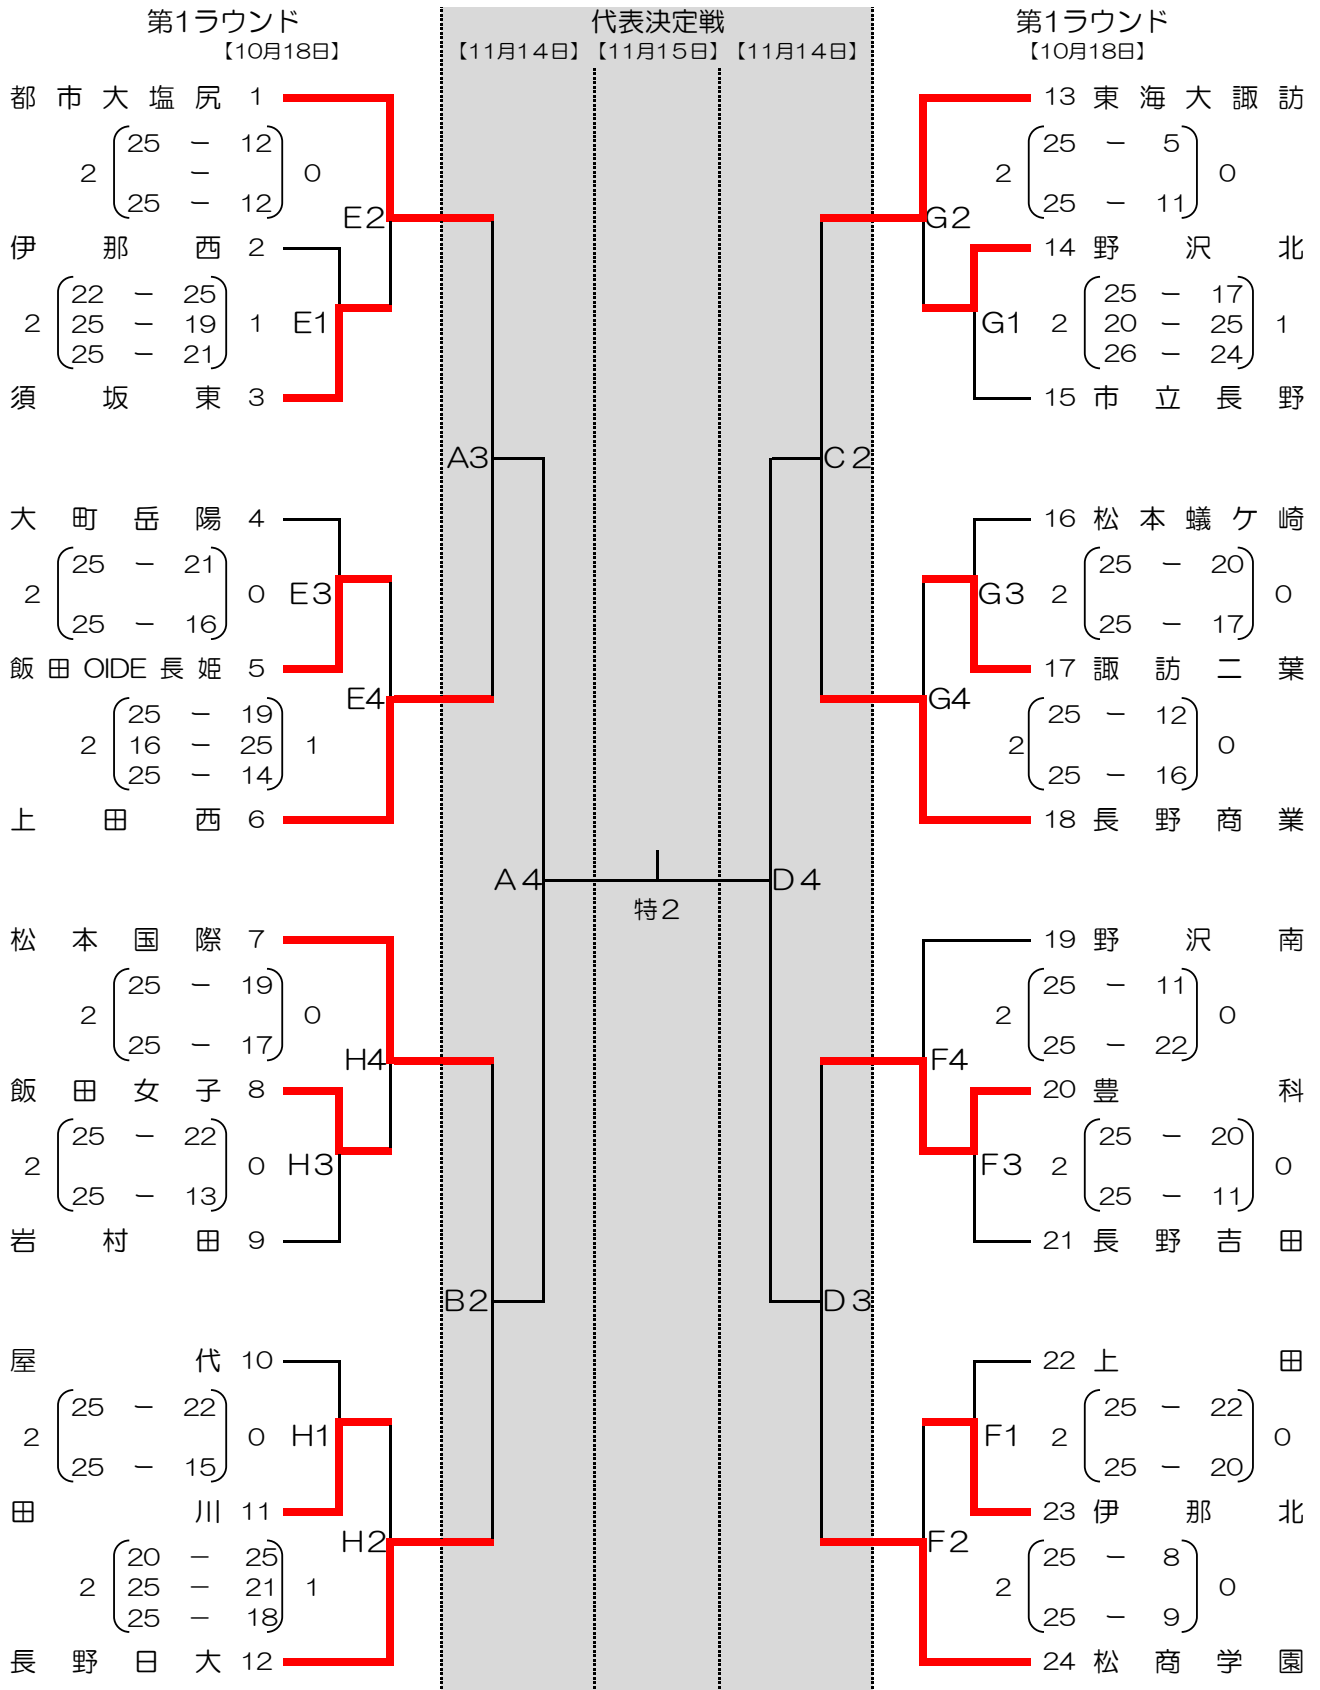 第1ラウンド 代表決定戦 第1ラウンド
【10月18日】 【11月14日】 【11月15日】 【11月14日】 【10月18日】
都市大塩尻 1
25 － 12
2 － 0
25 － 12
E2
伊那西 2
22 － 25
2 25 － 19 1 E1
25 － 21
須坂東 3
A3
大町岳陽 4
25 － 21
2 0 E3
25 － 16
飯田OIDE長姫 5
E4
25 － 19
2 16 － 25 1
25 － 14
上田西 6
A4
松本国際 7
25 － 19
2 0
25 － 17
H4
飯田女子 8
25 － 22
2 0 H3
25 － 13
岩村田 9
B2
屋代 10
25 － 22
2 0 H1
25 － 15
田川 11
H2
20 － 25
2 25 － 21 1
25 － 18
長野日大 12
特2
13 東海大諏訪
25 － 5
2 0
25 － 11
G2
14 野沢北
25 － 17
G1 2 20 － 25 1
26 － 24
15 市立長野
C2
16 松本蟻ケ崎
25 － 20
G3 2 0
25 － 17
17 諏訪二葉
G4
25 － 12
2 0
25 － 16
18 長野商業
D4
19 野沢南
25 － 11
2 0
25 － 22
F4
20 豊科
25 － 20
F3 2 0
25 － 11
21 長野吉田
D3
22 上田
25 － 22
F1 2 0
25 － 20
23 伊那北
F2
25 － 8
2 0
25 － 9
24 松商学園